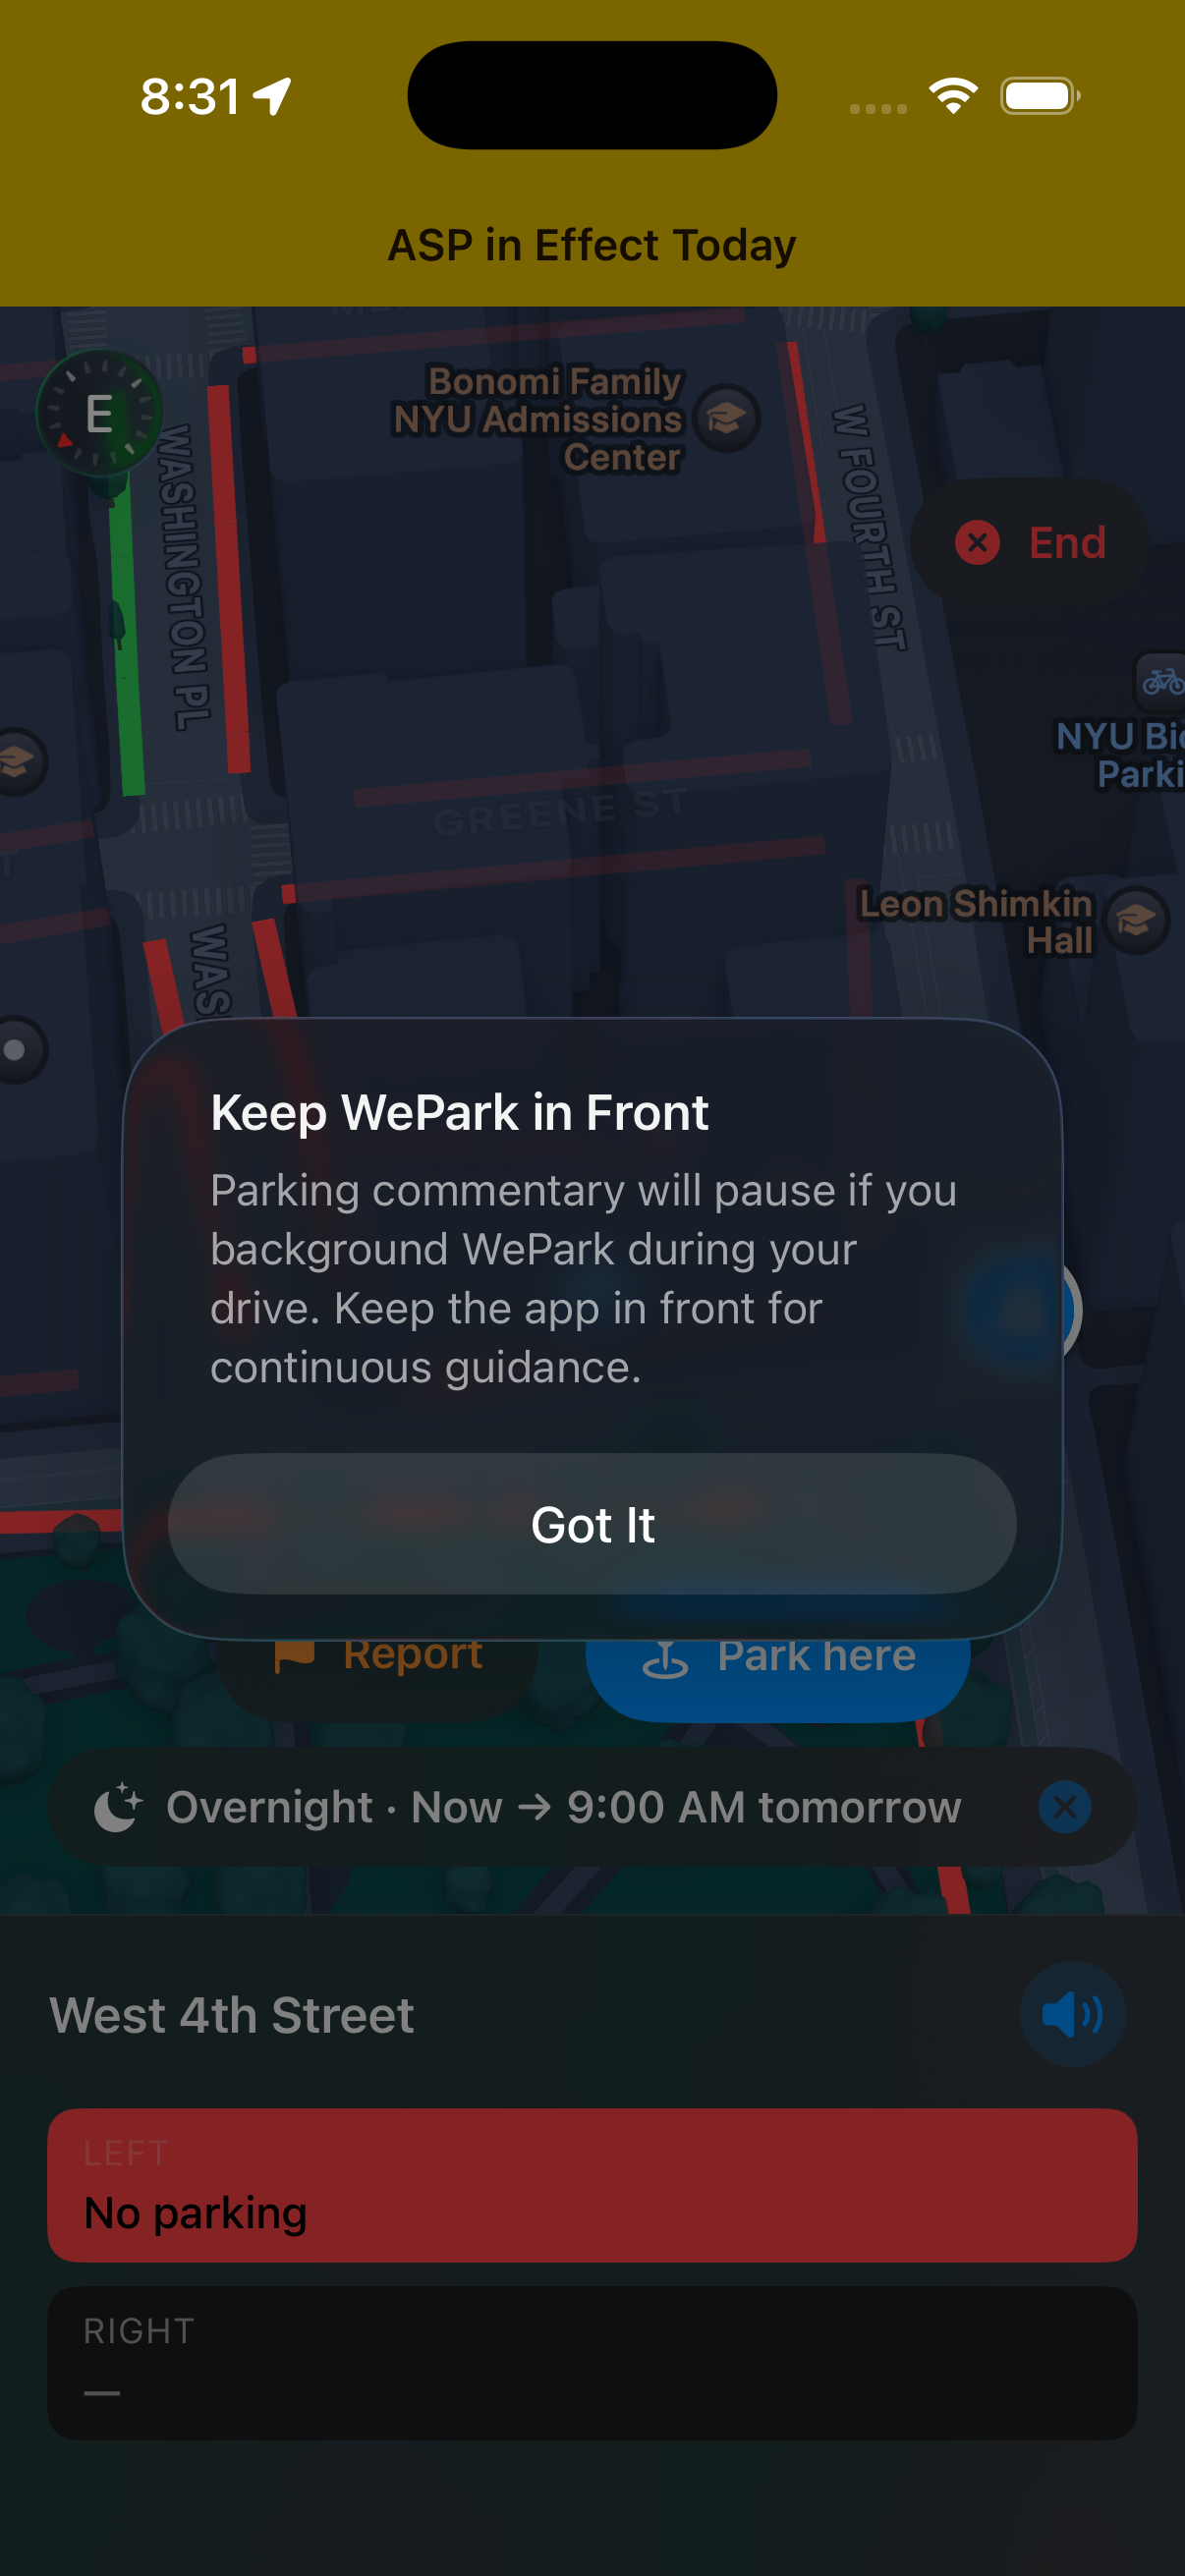 8:31
ASP in Effect Today
E
Bonomi Family
NYU Admissions
Center
WASHINGTON PL
W FOURTH ST
End
NYU Bic
Parki
GREENE ST
Leon Shimkin
Hall
WAS
Keep WePark in Front
Parking commentary will pause if you
background WePark during your
drive. Keep the app in front for
continuous guidance.
Got It
Report
Park here
Overnight · Now → 9:00 AM tomorrow
West 4th Street
LEFT
No parking
RIGHT
—